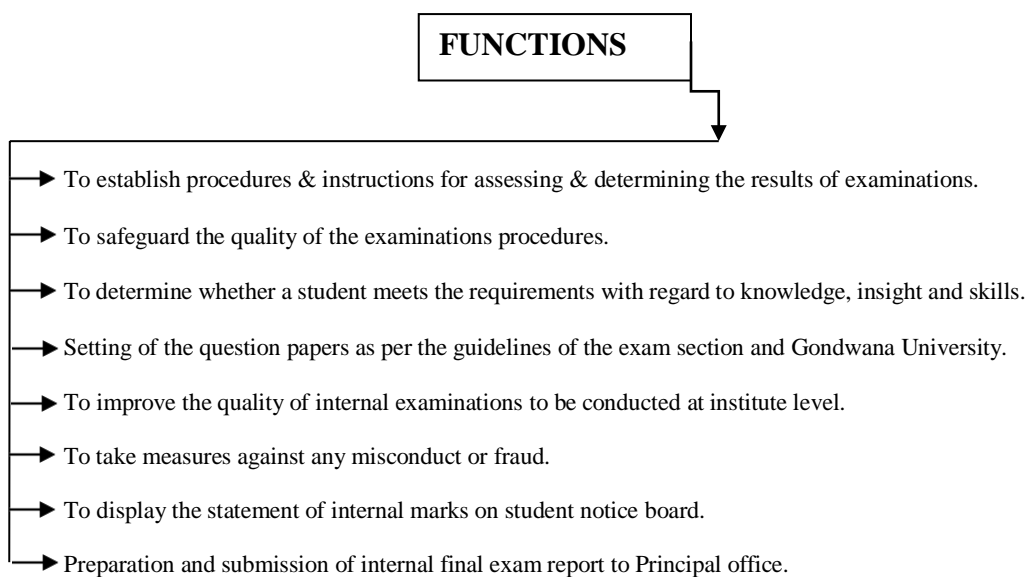 FUNCTIONS
To establish procedures & instructions for assessing & determining the results of examinations.
To safeguard the quality of the examinations procedures.
To determine whether a student meets the requirements with regard to knowledge, insight and skills.
Setting of the question papers as per the guidelines of the exam section and Gondwana University.
To improve the quality of internal examinations to be conducted at institute level.
To take measures against any misconduct or fraud.
To display the statement of internal marks on student notice board.
Preparation and submission of internal final exam report to Principal office.